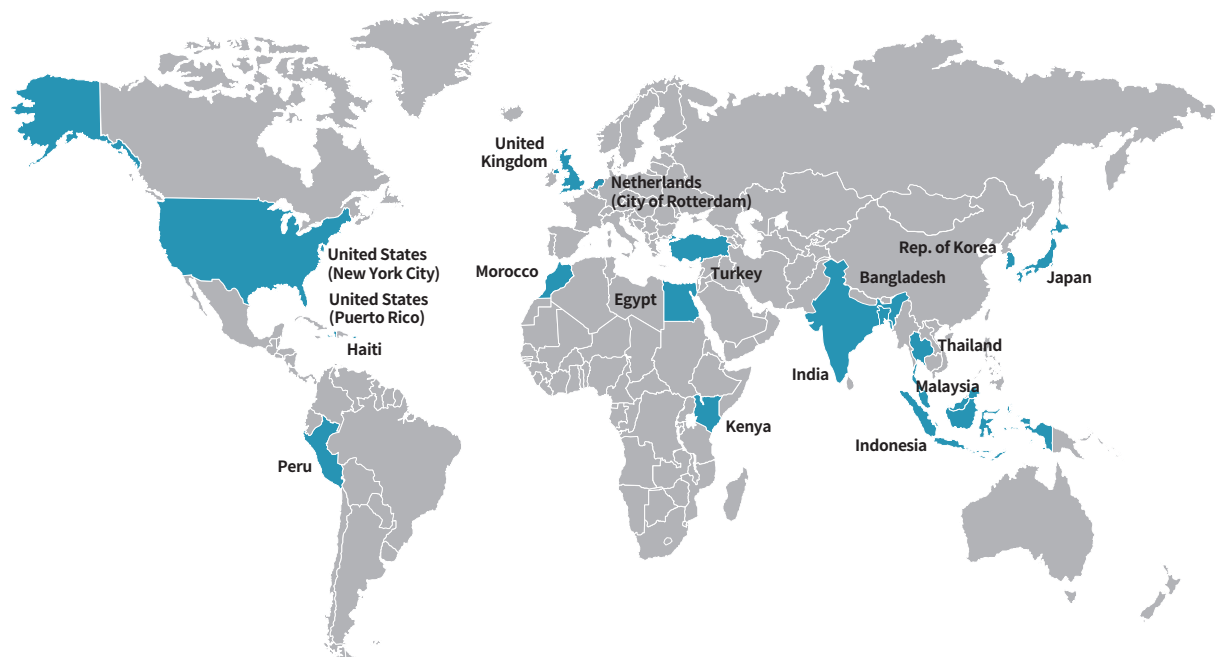 United
Kingdom
Netherlands
(City of Rotterdam)
United States
(New York City)
United States
(Puerto Rico)
Haiti
Peru
Morocco
Egypt
Turkey
Kenya
Rep. of Korea
Japan
Bangladesh
India
Thailand
Malaysia
Indonesia